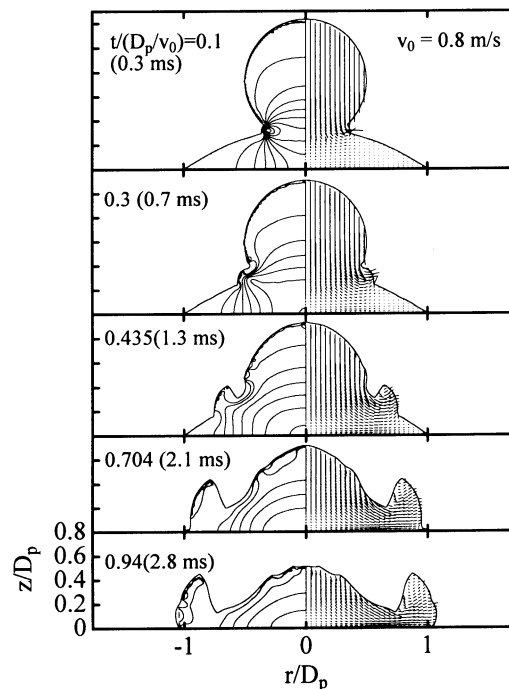 t/(D_p/v_0)=0.1
(0.3 ms)
v_0 = 0.8 m/s
0.3 (0.7 ms)
0.435(1.3 ms)
0.704 (2.1 ms)
0.94(2.8 ms)
0.8
0.6
0.4
0.2
0
z/D_p
-1 0 1
r/D_p